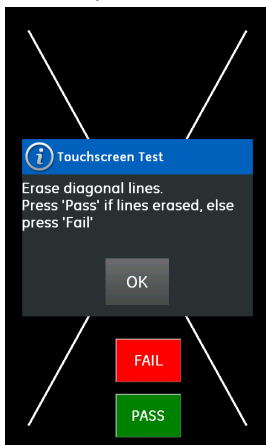 Touchscreen Test
Erase diagonal lines.
Press 'Pass' if lines erased, else
press 'Fail'
OK
FAIL
PASS